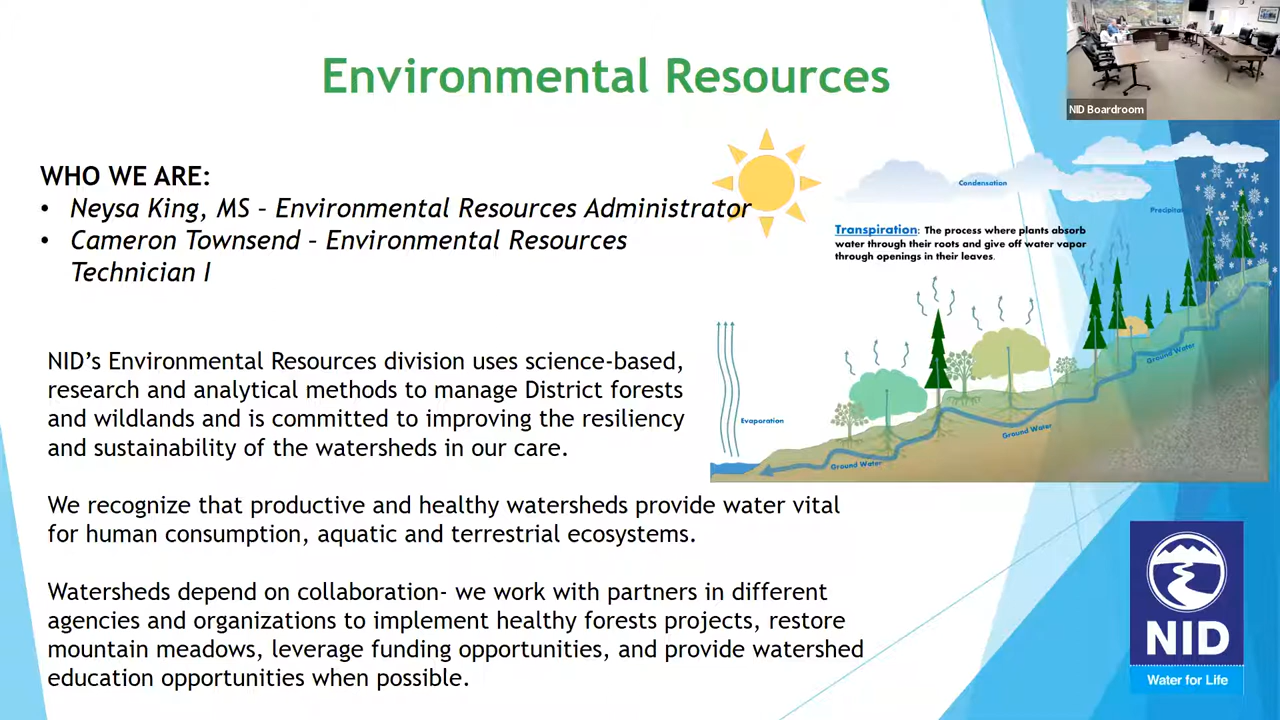 Environmental Resources
NID Boardroom
WHO WE ARE:
• Neysa King, MS – Environmental Resources Administrator
• Cameron Townsend – Environmental Resources
Technician I
NID's Environmental Resources division uses science-based,
research and analytical methods to manage District forests
and wildlands and is committed to improving the resiliency
and sustainability of the watersheds in our care.
We recognize that productive and healthy watersheds provide water vital
for human consumption, aquatic and terrestrial ecosystems.
Watersheds depend on collaboration- we work with partners in different
agencies and organizations to implement healthy forests projects, restore
mountain meadows, leverage funding opportunities, and provide watershed
education opportunities when possible.
Condensation
Transpiration: The process where plants absorb
water through their roots and give off water vapor
through openings in their leaves.
Evaporation
Ground Water
Ground Water
Ground Water
NID
Water for Life